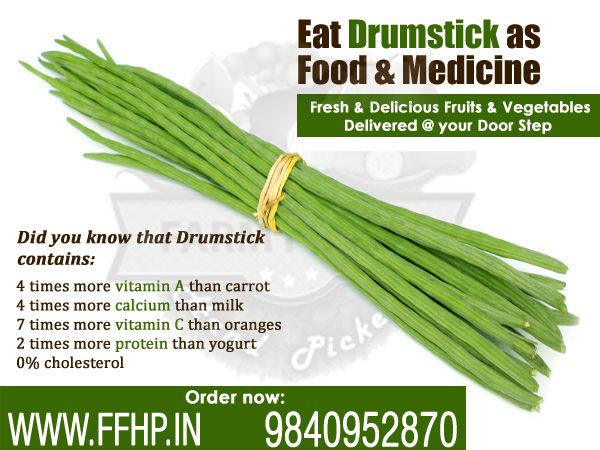 Eat Drumstick as
Food & Medicine
Fresh & Delicious Fruits & Vegetables
Delivered @ your Door Step
Did you know that Drumstick
contains:
4 times more vitamin A than carrot
4 times more calcium than milk
7 times more vitamin C than oranges
2 times more protein than yogurt
0% cholesterol
Order now:
WWW.FFHP.IN
9840952870